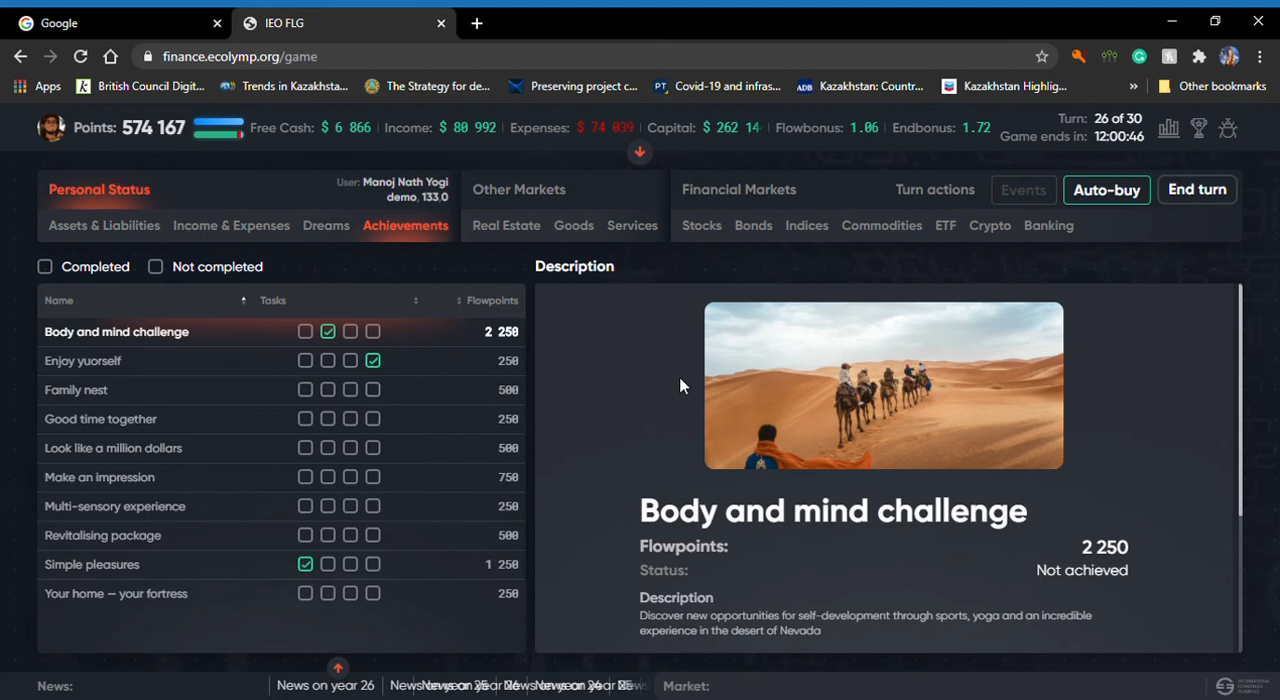 Google
IEO FLG
finance.ecolymp.org/game
Apps
British Council Digit...
Trends in Kazakhsta...
The Strategy for de...
Preserving project c...
PT
Covid-19 and infras...
ADB
Kazakhstan: Countr...
Kazakhstan Highlig...
»
Other bookmarks
Points: 574 167
Free Cash: $ 6 866
Income: $ 80 992
Expenses: $ 74 039
Capital: $ 262 14
Flowbonus: 1.06
Endbonus: 1.72
Turn: 26 of 30
Game ends in: 12:00:46
Personal Status
User: Manoj Nath Yogi
demo, 133,0
Other Markets
Financial Markets
Turn actions
Events
Auto-buy
End turn
Assets & Liabilities
Income & Expenses
Dreams
Achievements
Real Estate
Goods
Services
Stocks
Bonds
Indices
Commodities
ETF
Crypto
Banking
Completed
Not completed
Description
Name
Tasks
Flowpoints
Body and mind challenge 2 250
Enjoy yuorself 250
Family nest 500
Good time together 250
Look like a million dollars 500
Make an impression 750
Multi-sensory experience 250
Revitalising package 500
Simple pleasures 1 250
Your home – your fortress 250
Body and mind challenge
Flowpoints: 2 250
Status: Not achieved
Description
Discover new opportunities for self-development through sports, yoga and an incredible
experience in the desert of Nevada
News:
News on year 26
Market: